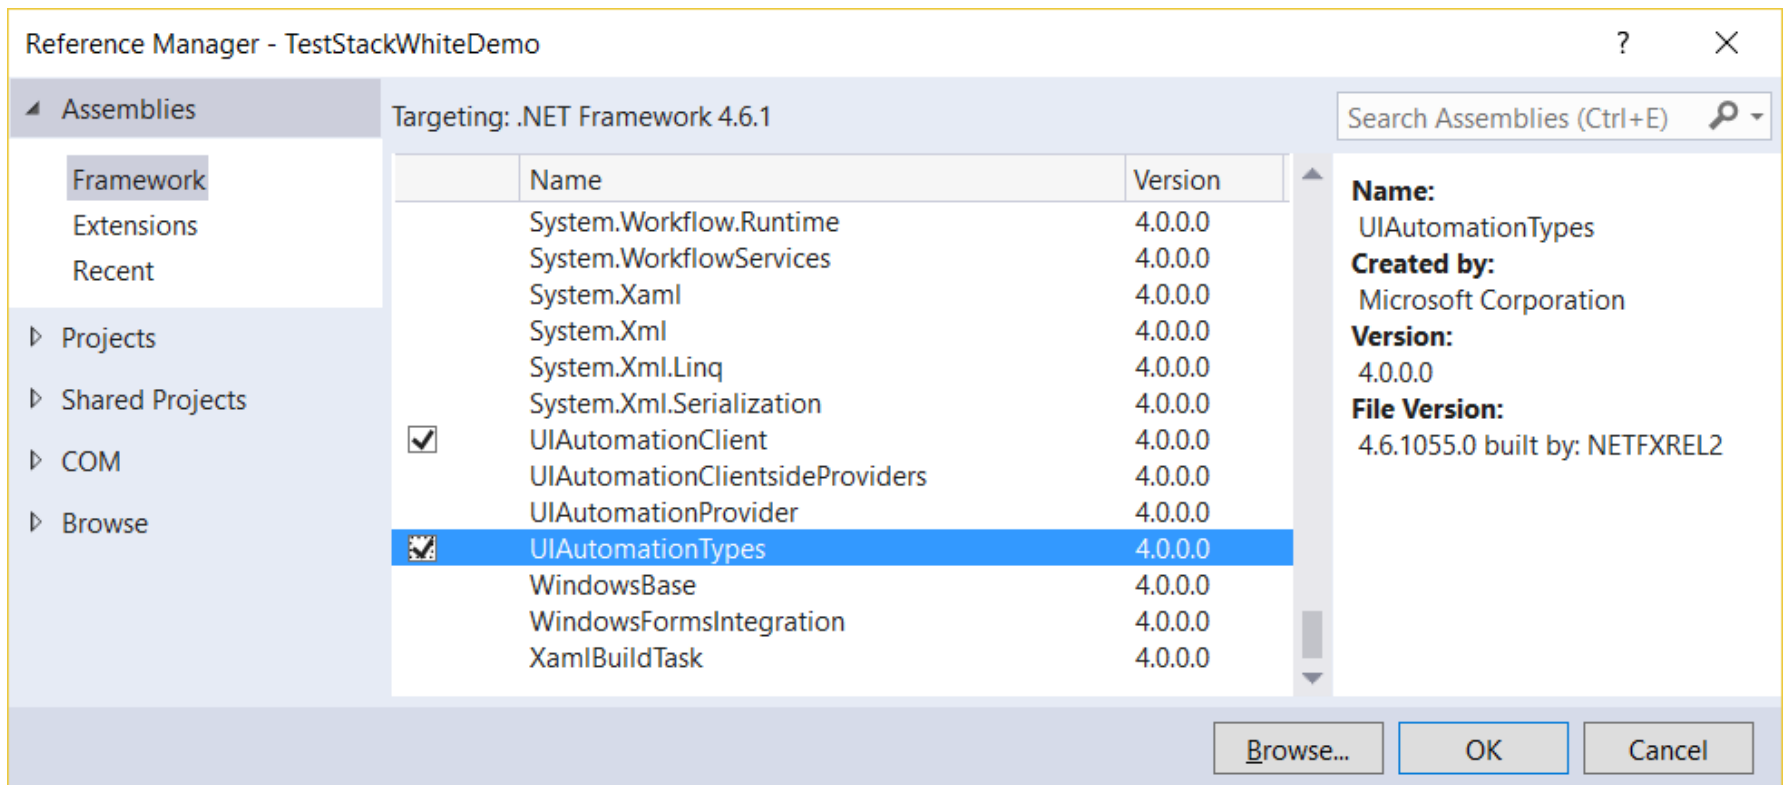 Reference Manager - TestStackWhiteDemo ?
Assemblies
Framework
Extensions
Recent
Projects
Shared Projects
COM
Browse
Targeting: .NET Framework 4.6.1
Search Assemblies (Ctrl+E)
Name Version
System.Workflow.Runtime 4.0.0.0
System.WorkflowServices 4.0.0.0
System.Xaml 4.0.0.0
System.Xml 4.0.0.0
System.Xml.Linq 4.0.0.0
System.Xml.Serialization 4.0.0.0
UIAutomationClient 4.0.0.0
UIAutomationClientsideProviders 4.0.0.0
UIAutomationProvider 4.0.0.0
UIAutomationTypes 4.0.0.0
WindowsBase 4.0.0.0
WindowsFormsIntegration 4.0.0.0
XamlBuildTask 4.0.0.0
Name:
UIAutomationTypes
Created by:
Microsoft Corporation
Version:
4.0.0.0
File Version:
4.6.1055.0 built by: NETFXREL2
Browse... OK Cancel